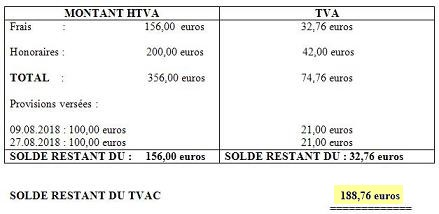 MONTANT HTVA TVA
Frais : 156,00 euros 32,76 euros
Honoraires : 200,00 euros 42,00 euros
TOTAL : 356,00 euros 74,76 euros
Provisions versées :
09.08.2018 : 100,00 euros 21,00 euros
27.08.2018 : 100,00 euros 21,00 euros
SOLDE RESTANT DU : 156,00 euros SOLDE RESTANT DU : 32,76 euros
SOLDE RESTANT DU TVAC 188,76 euros